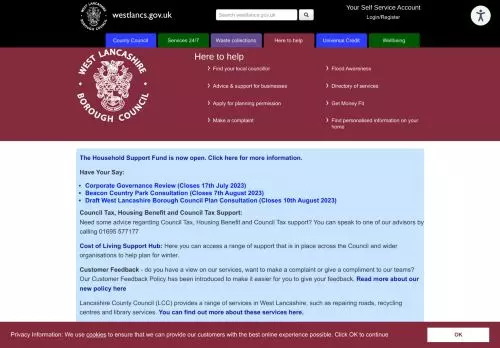 westlancs.gov.uk
Search westlancs.gov.uk
Your Self Service Account
Login/Register
County Council
Services 24/7
Waste collections
Here to help
Universal Credit
Wellbeing
WEST LANCASHIRE
BOROUGH COUNCIL
Here to help
Find your local councillor
Flood Awareness
Advice & support for businesses
Directory of services
Apply for planning permission
Get Money Fit
Make a complaint
Find personalised information on your
home
The Household Support Fund is now open. Click here for more information.
Have Your Say:
Corporate Governance Review (Closes 17th July 2023)
Beacon Country Park Consultation (Closes 7th August 2023)
Draft West Lancashire Borough Council Plan Consultation (Closes 10th August 2023)
Council Tax, Housing Benefit and Council Tax Support:
Need some advice regarding Council Tax, Housing Benefit and Council Tax support? You can speak to one of our advisors by
calling 01695 577177
Cost of Living Support Hub: Here you can access a range of support that is in place across the Council and wider
organisations to help plan for winter.
Customer Feedback - do you have a view on our services, want to make a complaint or give a compliment to our teams?
Our Customer Feedback Policy has been introduced to make it easier for you to give your feedback. Read more about our
new policy here
Lancashire County Council (LCC) provides a range of services in West Lancashire, such as repairing roads, recycling
centres and library services. You can find out more about these services here.
Privacy Information: We use cookies to ensure that we can provide our customers with the best online experience possible. Click OK to continue
OK